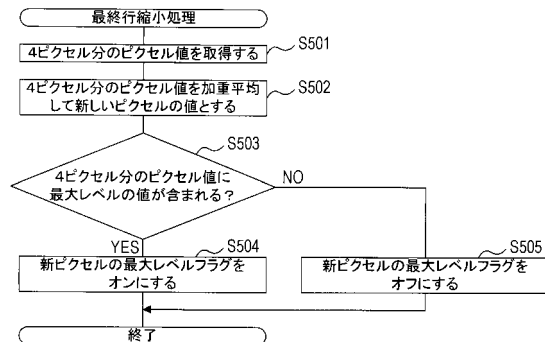 最終行縮小処理
4ピクセル分のピクセル値を取得する
S501
4ピクセル分のピクセル値を加重平均
して新しいピクセルの値とする
S502
S503
4ピクセル分のピクセル値に
最大レベルの値が含まれる?
NO
YES
S504
新ピクセルの最大レベルフラグを
オンにする
S505
新ピクセルの最大レベルフラグを
オフにする
終了